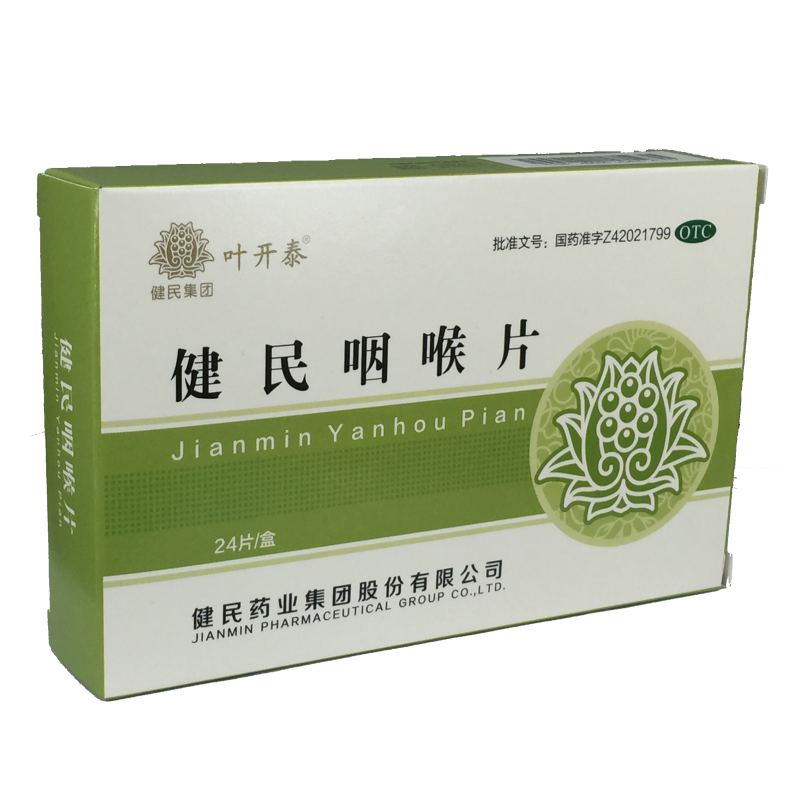 叶开泰®
健民集团
批准文号：国药准字Z42021799 OTC
健民咽喉片
Jianmin Yanhou Pian
24片/盒
健民药业集团股份有限公司
JIANMIN PHARMACEUTICAL GROUP CO.,LTD.
健民咽喉片
Jianmin Yanhou Pian